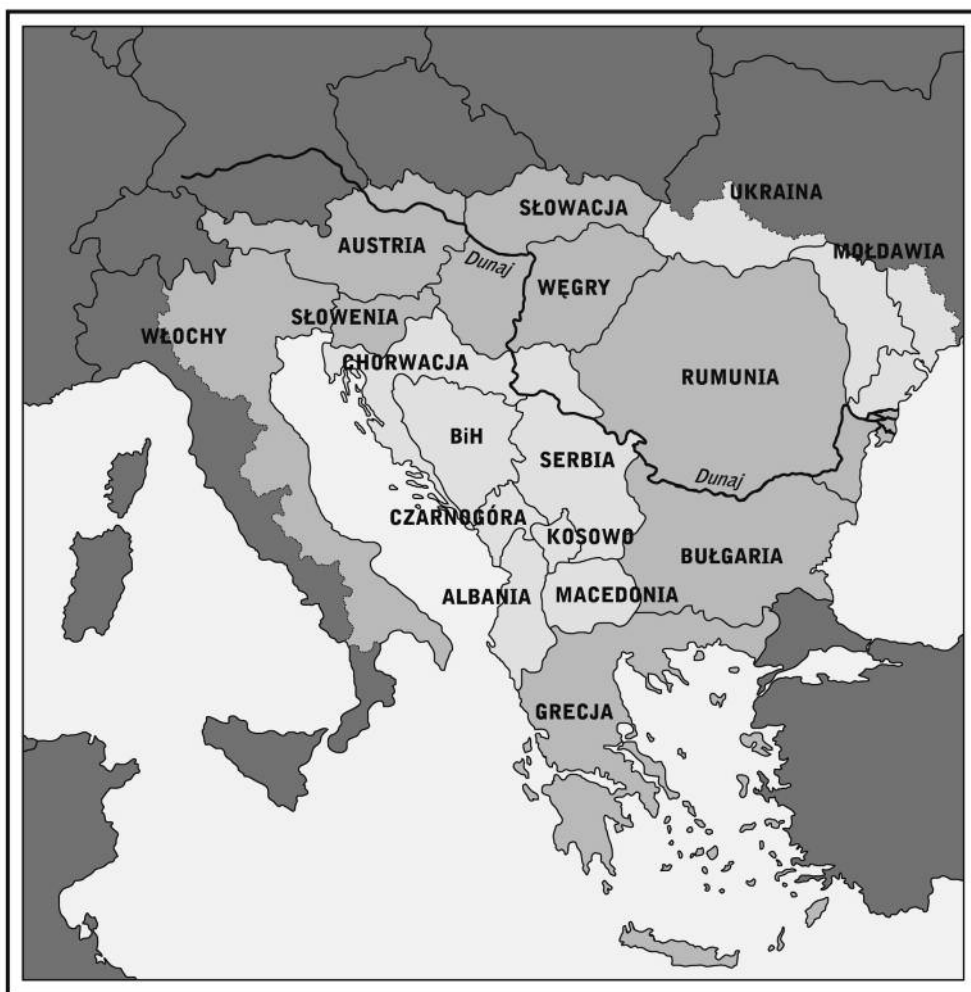 UKRAINA
SŁOWACJA
MOŁDAWIA
AUSTRIA
Dunaj
WĘGRY
SŁOWENIA
WŁOCHY
CHORWACJA
RUMUNIA
BiH
SERBIA
Dunaj
CZARNOGÓRA
KOSOWO
BUŁGARIA
ALBANIA
MACEDONIA
GRECJA